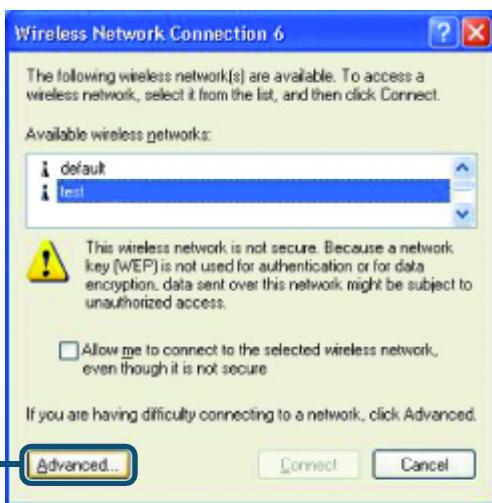 Wireless Network Connection 6
The following wireless network(s) are available. To access a
wireless network, select it from the list, and then click Connect.
Available wireless networks:
default
test
This wireless network is not secure. Because a network
key (WEP) is not used for authentication or for data
encryption, data sent over this network might be subject to
unauthorized access.
Allow me to connect to the selected wireless network,
even though it is not secure
If you are having difficulty connecting to a network, click Advanced.
Advanced...
Connect
Cancel